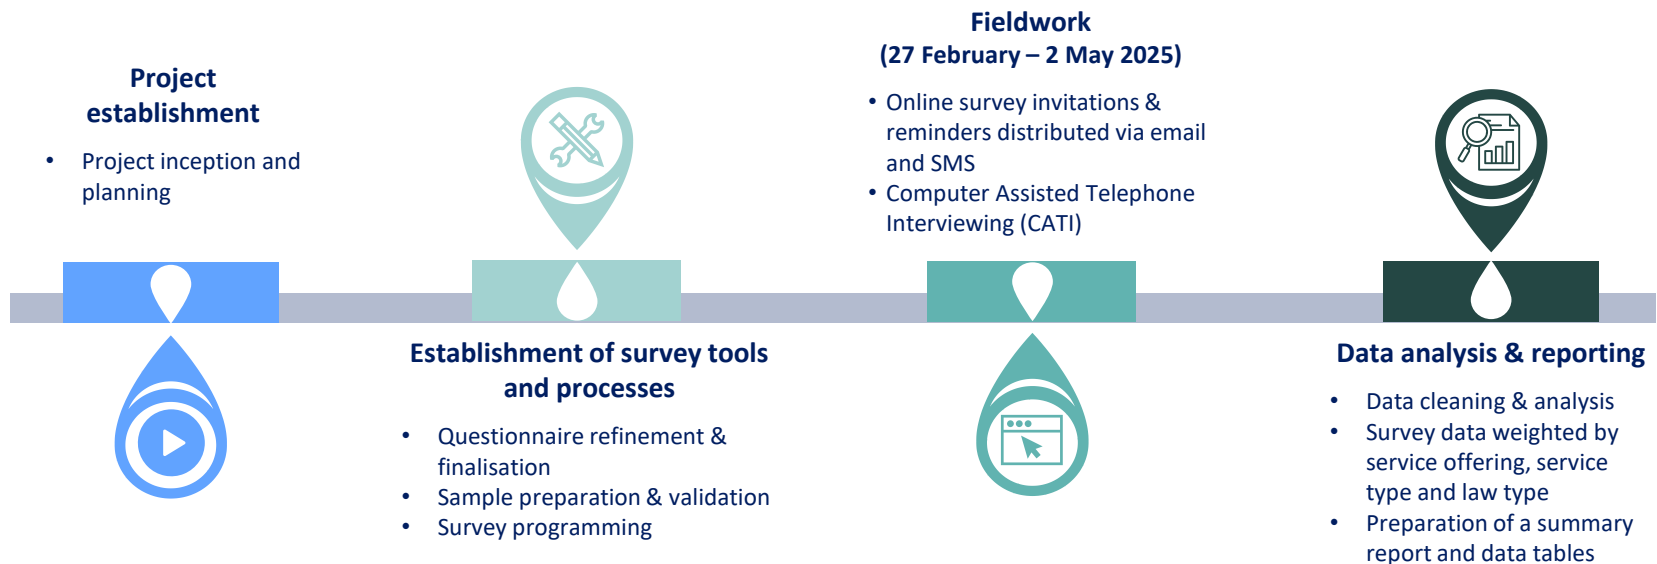 Project
establishment
• Project inception and
planning
Establishment of survey tools
and processes
• Questionnaire refinement &
finalisation
• Sample preparation & validation
• Survey programming
Fieldwork
(27 February – 2 May 2025)
• Online survey invitations &
reminders distributed via email
and SMS
• Computer Assisted Telephone
Interviewing (CATI)
Data analysis & reporting
• Data cleaning & analysis
• Survey data weighted by
service offering, service
type and law type
• Preparation of a summary
report and data tables